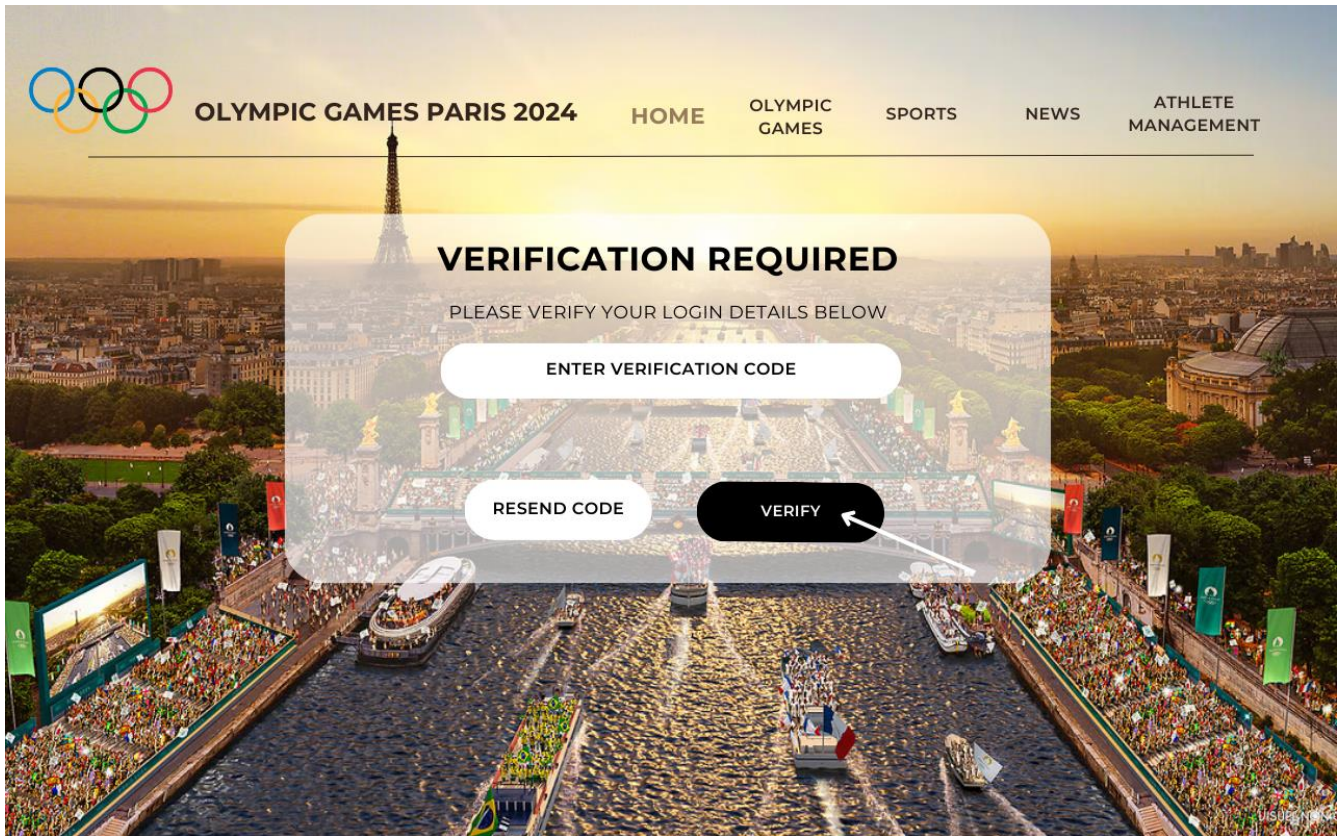 OLYMPIC GAMES PARIS 2024
HOME
OLYMPIC
GAMES
SPORTS
NEWS
ATHLETE
MANAGEMENT
VERIFICATION REQUIRED
PLEASE VERIFY YOUR LOGIN DETAILS BELOW
ENTER VERIFICATION CODE
RESEND CODE
VERIFY